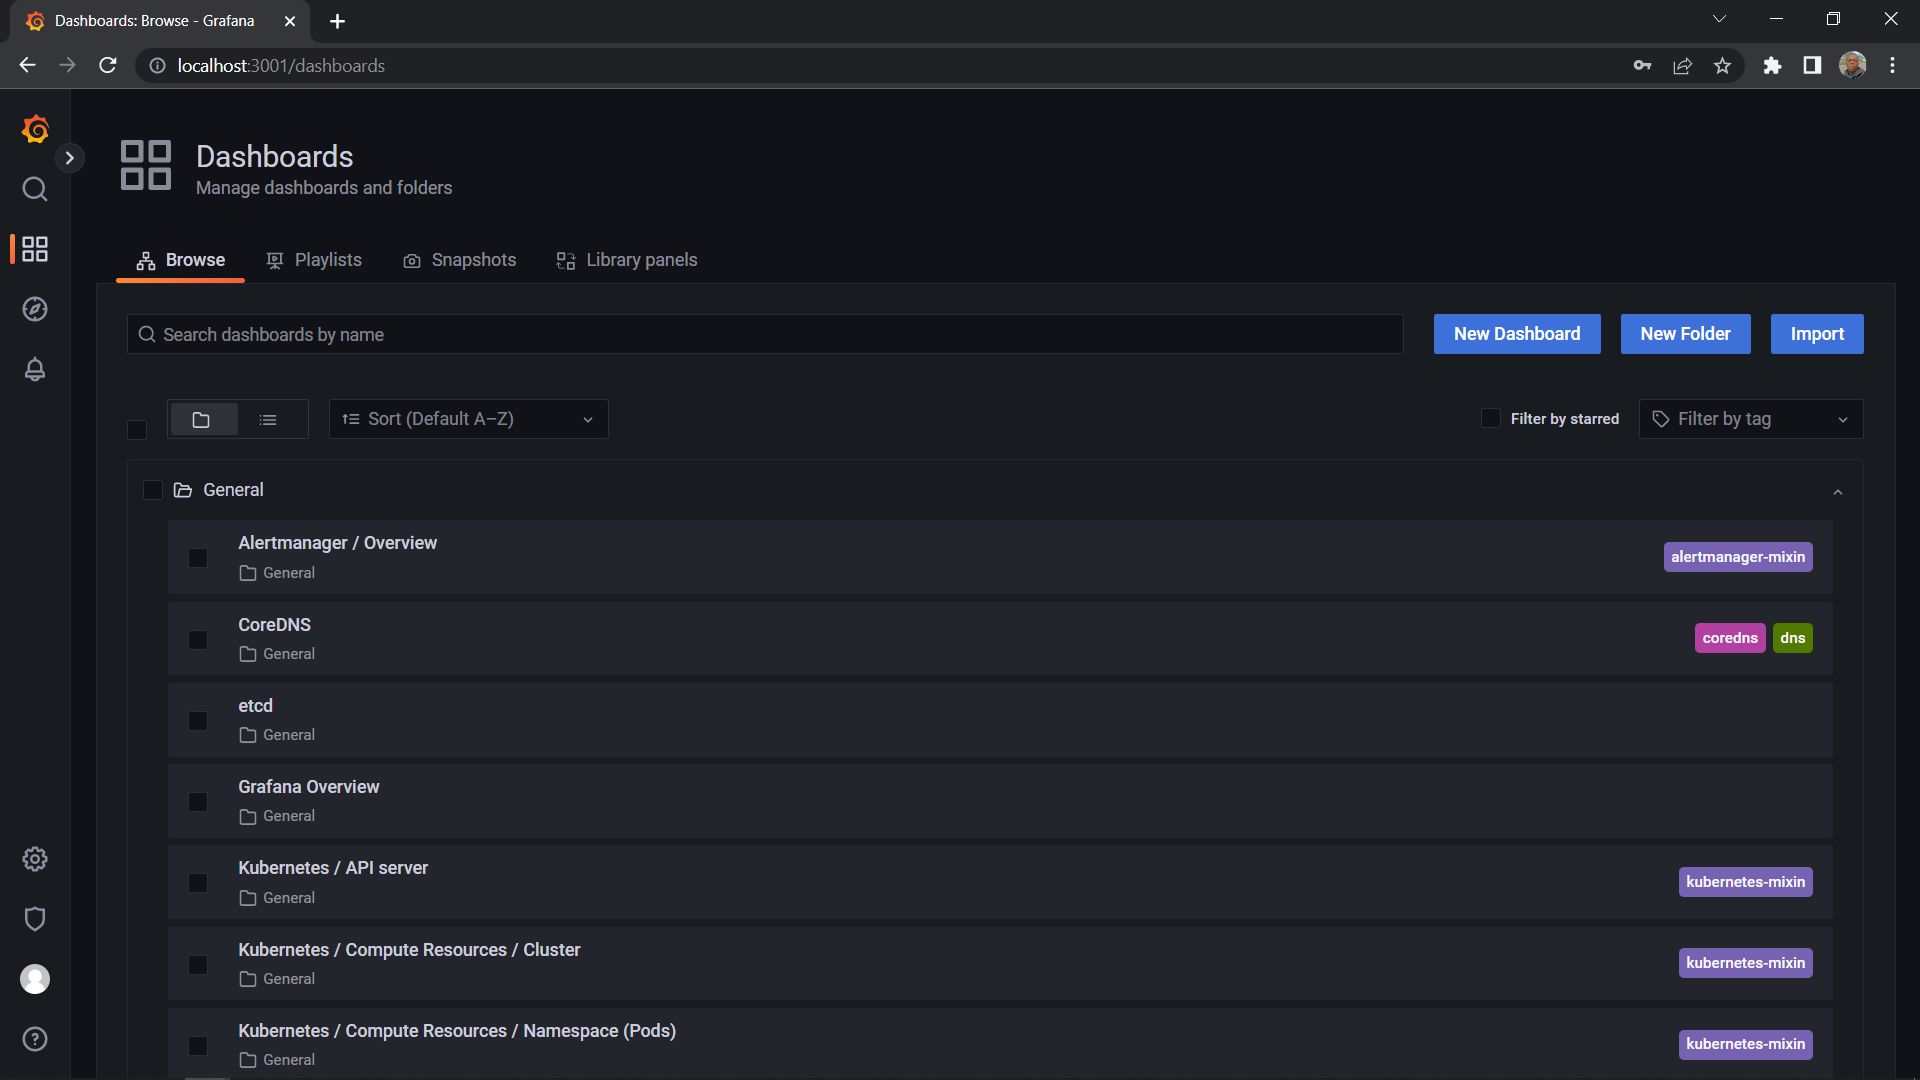 Dashboards: Browse - Grafana
localhost:3001/dashboards
Dashboards
Manage dashboards and folders
Browse Playlists Snapshots Library panels
Search dashboards by name New Dashboard New Folder Import
Sort (Default A–Z) Filter by starred Filter by tag
General
Alertmanager / Overview
General
alertmanager-mixin
CoreDNS
General
coredns dns
etcd
General
Grafana Overview
General
Kubernetes / API server
General
kubernetes-mixin
Kubernetes / Compute Resources / Cluster
General
kubernetes-mixin
Kubernetes / Compute Resources / Namespace (Pods)
General
kubernetes-mixin